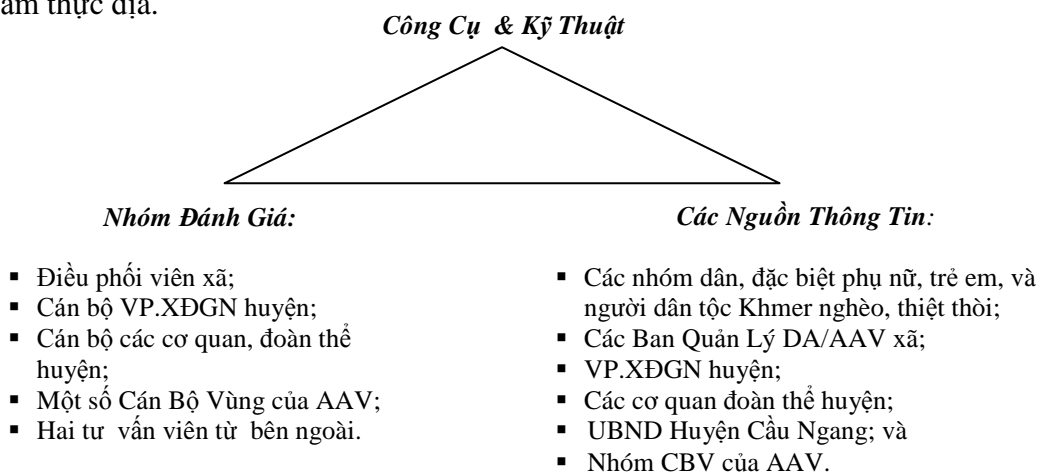 ăm thực địa.
Công Cụ & Kỹ Thuật
Nhóm Đánh Giá:
▪ Điều phối viên xã;
▪ Cán bộ VP.XĐGN huyện;
▪ Cán bộ các cơ quan, đoàn thể
huyện;
▪ Một số Cán Bộ Vùng của AAV;
▪ Hai tư vấn viên từ bên ngoài.
Các Nguồn Thông Tin:
▪ Các nhóm dân, đặc biệt phụ nữ, trẻ em, và
người dân tộc Khmer nghèo, thiệt thòi;
▪ Các Ban Quản Lý DA/AAV xã;
▪ VP.XĐGN huyện;
▪ Các cơ quan đoàn thể huyện;
▪ UBND Huyện Cầu Ngang; và
▪ Nhóm CBV của AAV.